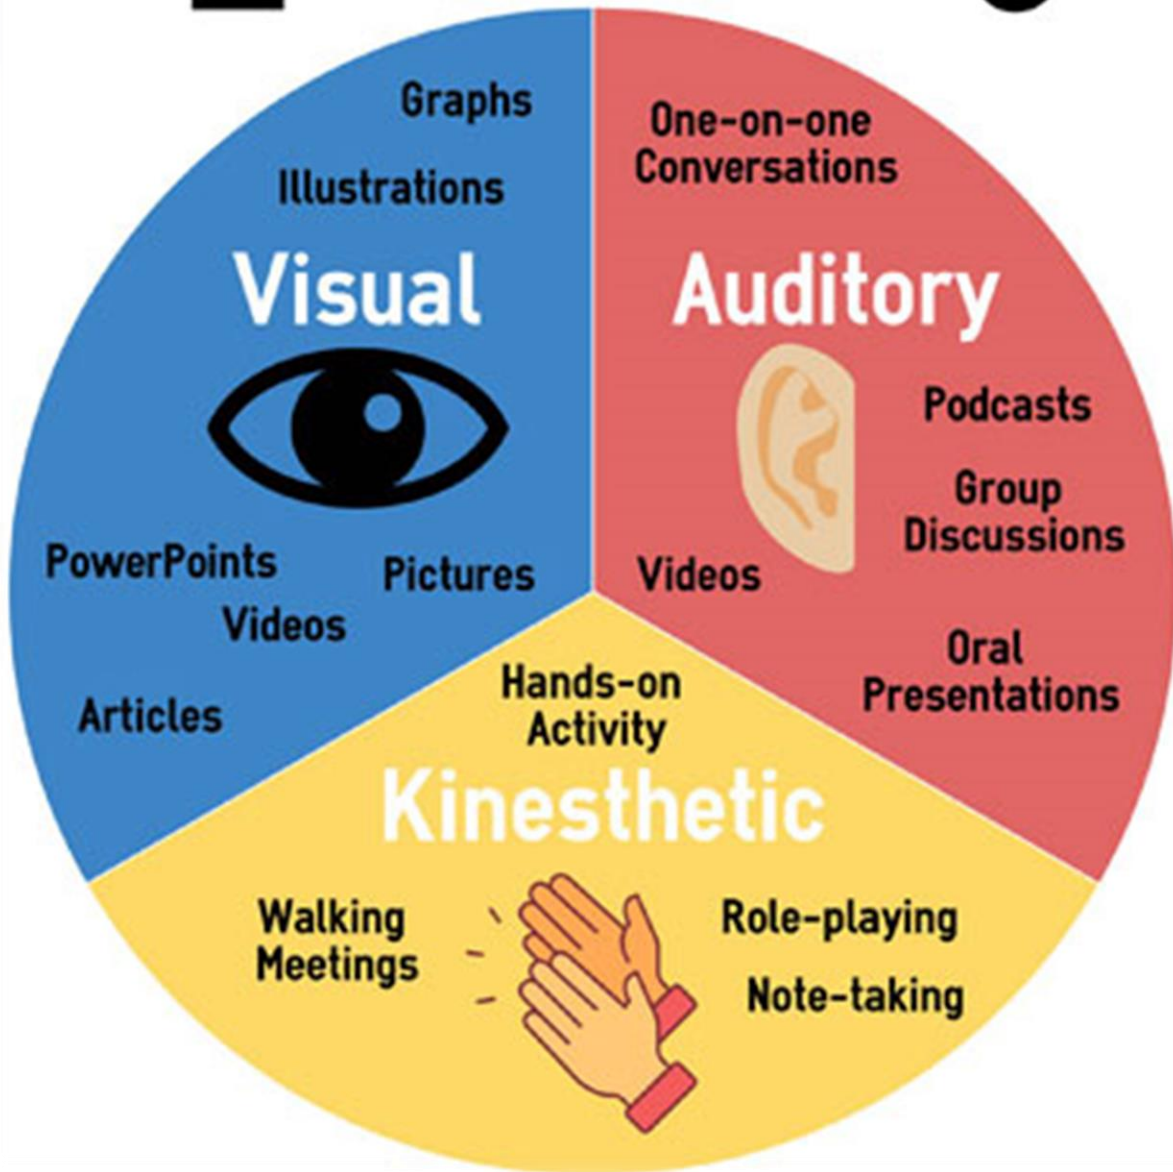 Graphs
Illustrations
Visual
PowerPoints
Pictures
Videos
Articles
One-on-one
Conversations
Auditory
Podcasts
Group
Discussions
Videos
Oral
Presentations
Hands-on
Activity
Kinesthetic
Walking
Meetings
Role-playing
Note-taking